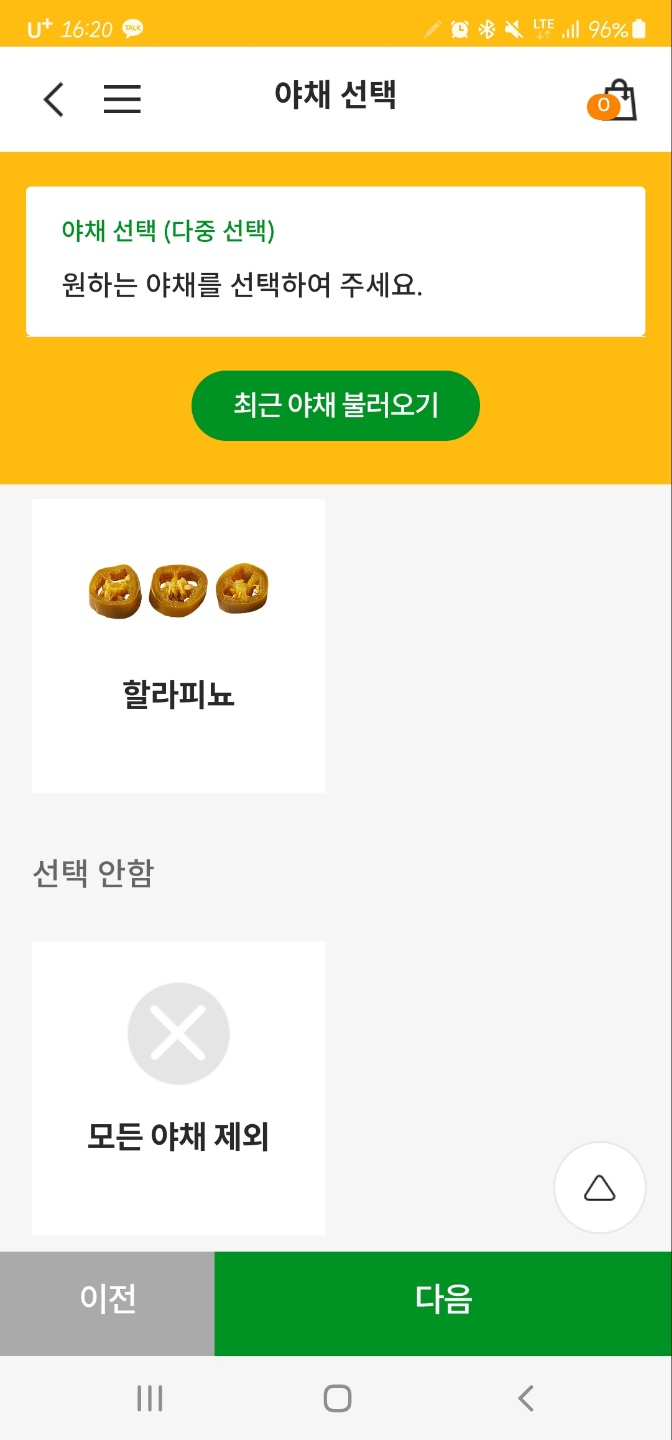 U+ 16:20 TALK LTE 96%
야채 선택
0
야채 선택 (다중 선택)
원하는 야채를 선택하여 주세요.
최근 야채 불러오기
할라피뇨
선택 안함
모든 야채 제외
이전 다음